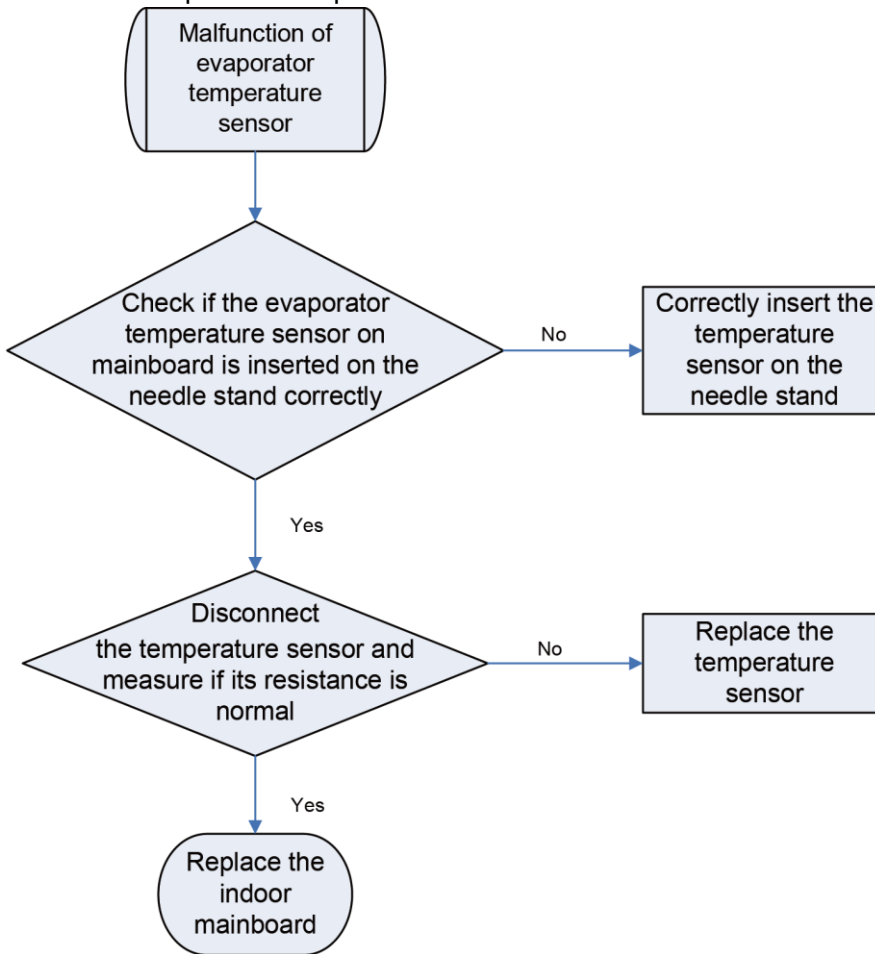 Malfunction of
evaporator
temperature
sensor
Check if the evaporator
temperature sensor on
mainboard is inserted on the
needle stand correctly
No
Correctly insert the
temperature
sensor on the
needle stand
Yes
Disconnect
the temperature sensor and
measure if its resistance is
normal
No
Replace the
temperature
sensor
Yes
Replace the
indoor
mainboard